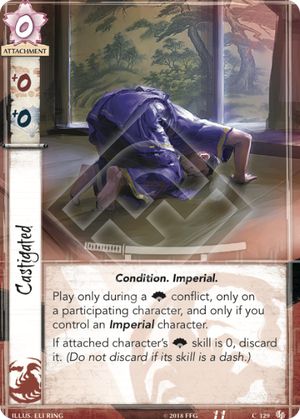 0
ATTACHMENT
+0
+0
Castigated
Condition. Imperial.
Play only during a conflict, only on
a participating character, and only if you
control an Imperial character.
If attached character's skill is 0, discard
it. (Do not discard if its skill is a dash.)
ILLUS. ELI RING
© 2018 FFG
11
C 129